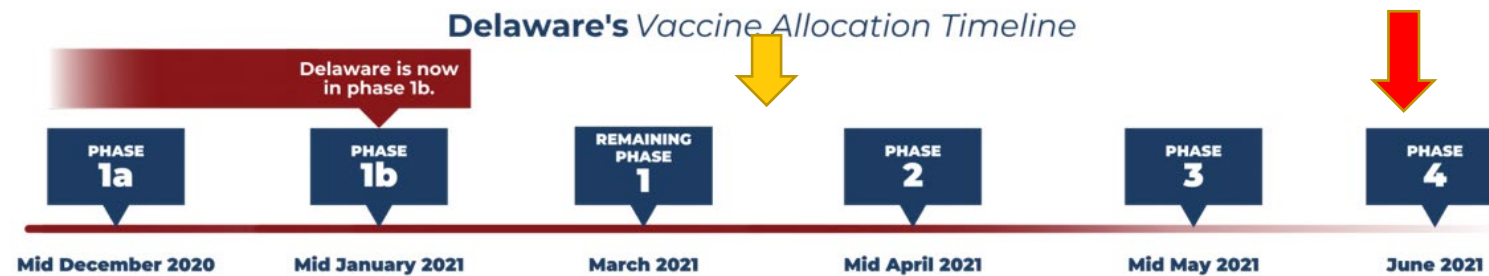 Delaware's Vaccine Allocation Timeline
Delaware is now
in phase 1b.
PHASE
1a
PHASE
1b
REMAINING
PHASE
1
PHASE
2
PHASE
3
PHASE
4
Mid December 2020
Mid January 2021
March 2021
Mid April 2021
Mid May 2021
June 2021